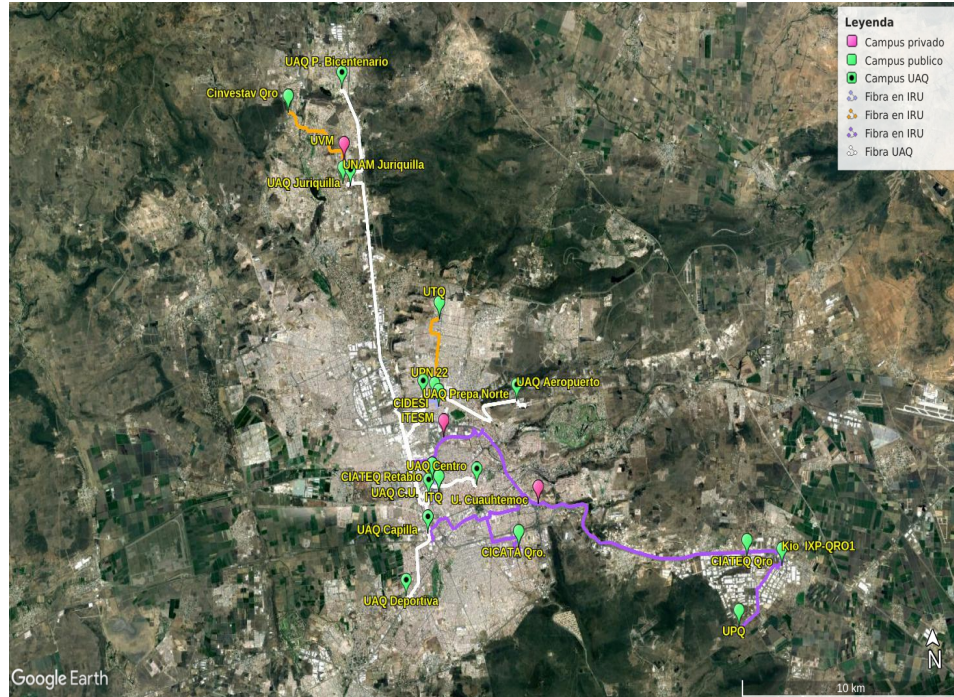 Leyenda
Campus privado
Campus publico
Campus UAQ
Fibra en IRU
Fibra en IRU
Fibra en IRU
Fibra UAQ
UAQ P. Bicentenario
Cinvestav Qro.
UVM
UNAM Juriquilla
UAQ Juriquilla
UTQ
UPN 22
UAQ Aeropuerto
UAQ Prepa Norte
CIDESI
ITESM
UAQ Centro
CIATEQ Retablo
UAQ C.U.
ITQ
U. Cuauhtemoc
UAQ Capilla
CICATA Qro.
Kio IXP-QRO1
CIATEQ Qro
UAQ Deportiva
UPQ
N
Google Earth
10 km